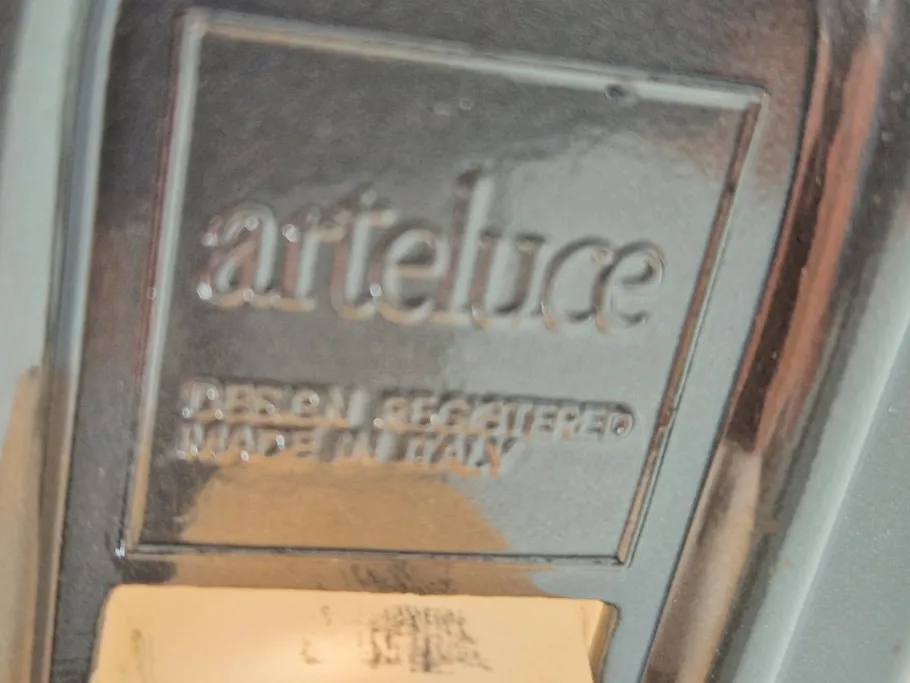 arteluce
DESIGN REGISTERED
MADE IN ITALY